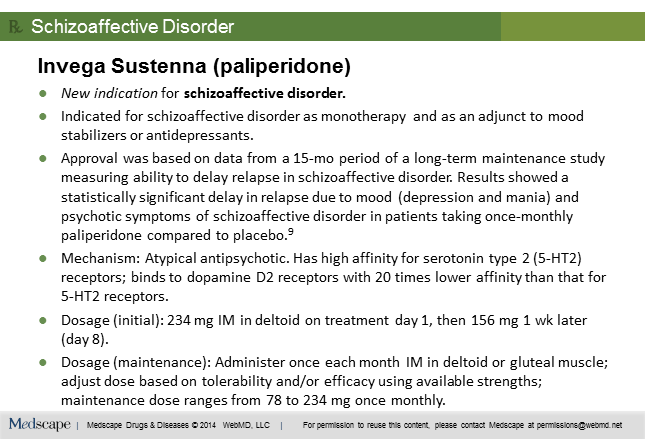 ℞ Schizoaffective Disorder
Invega Sustenna (paliperidone)
● New indication for schizoaffective disorder.
● Indicated for schizoaffective disorder as monotherapy and as an adjunct to mood
stabilizers or antidepressants.
● Approval was based on data from a 15-mo period of a long-term maintenance study
measuring ability to delay relapse in schizoaffective disorder. Results showed a
statistically significant delay in relapse due to mood (depression and mania) and
psychotic symptoms of schizoaffective disorder in patients taking once-monthly
paliperidone compared to placebo.⁹
● Mechanism: Atypical antipsychotic. Has high affinity for serotonin type 2 (5-HT2)
receptors; binds to dopamine D2 receptors with 20 times lower affinity than that for
5-HT2 receptors.
● Dosage (initial): 234 mg IM in deltoid on treatment day 1, then 156 mg 1 wk later
(day 8).
● Dosage (maintenance): Administer once each month IM in deltoid or gluteal muscle;
adjust dose based on tolerability and/or efficacy using available strengths;
maintenance dose ranges from 78 to 234 mg once monthly.
Medscape | Medscape Drugs & Diseases © 2014 WebMD, LLC | For permission to reuse this content, please contact Medscape at permissions@webmd.net